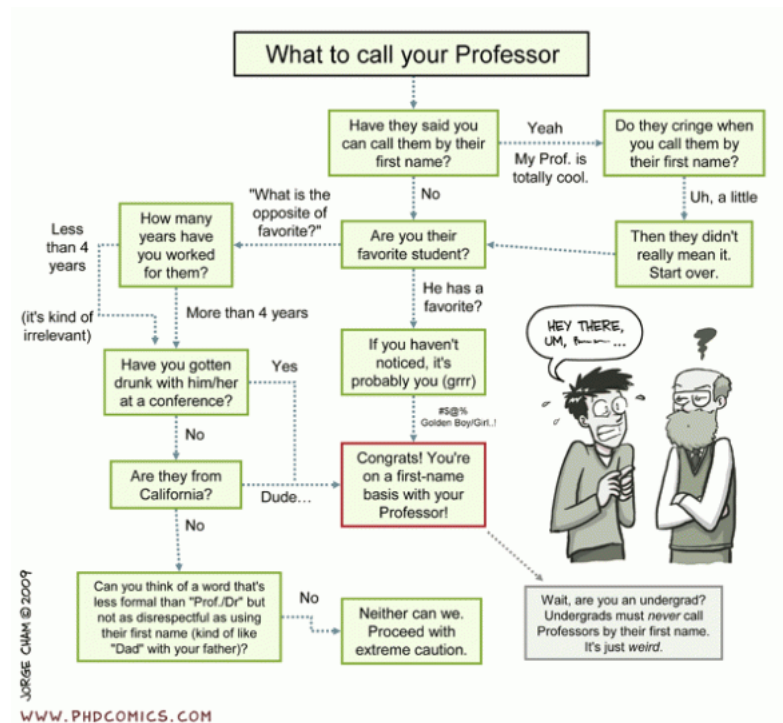 What to call your Professor
Have they said you
can call them by their
first name?
Yeah
My Prof. is
totally cool.
Do they cringe when
you call them by
their first name?
No
Uh, a little
"What is the
opposite of
favorite?"
How many
years have
you worked
for them?
Less
than 4
years
Are you their
favorite student?
Then they didn't
really mean it.
Start over.
He has a
favorite?
(it's kind of
irrelevant)
More than 4 years
HEY THERE,
UM, ...
?
If you haven't
noticed, it's
probably you (grrr)
Have you gotten
drunk with him/her
at a conference?
Yes
#$@%
Golden Boy/Girl..!
No
Congrats! You're
on a first-name
basis with your
Professor!
Are they from
California?
Dude...
No
Can you think of a word that's
less formal than "Prof./Dr" but
not as disrespectful as using
their first name (kind of like
"Dad" with your father)?
No
Neither can we.
Proceed with
extreme caution.
Wait, are you an undergrad?
Undergrads must never call
Professors by their first name.
It's just weird.
JORGE CHAM © 2009
WWW.PHDCOMICS.COM